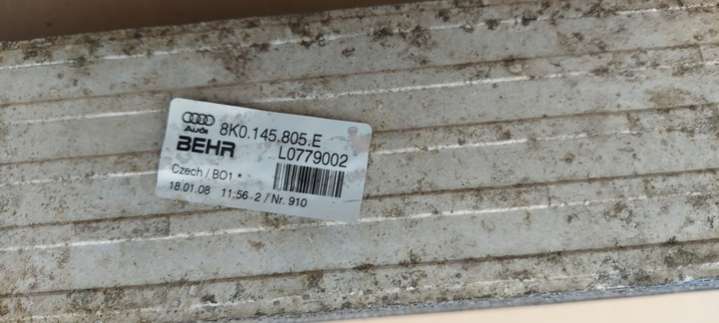 Audi 8K0.145.805.E
BEHR L0779002
Czech / BO1 *
18.01.08 11:56 2 / Nr. 910